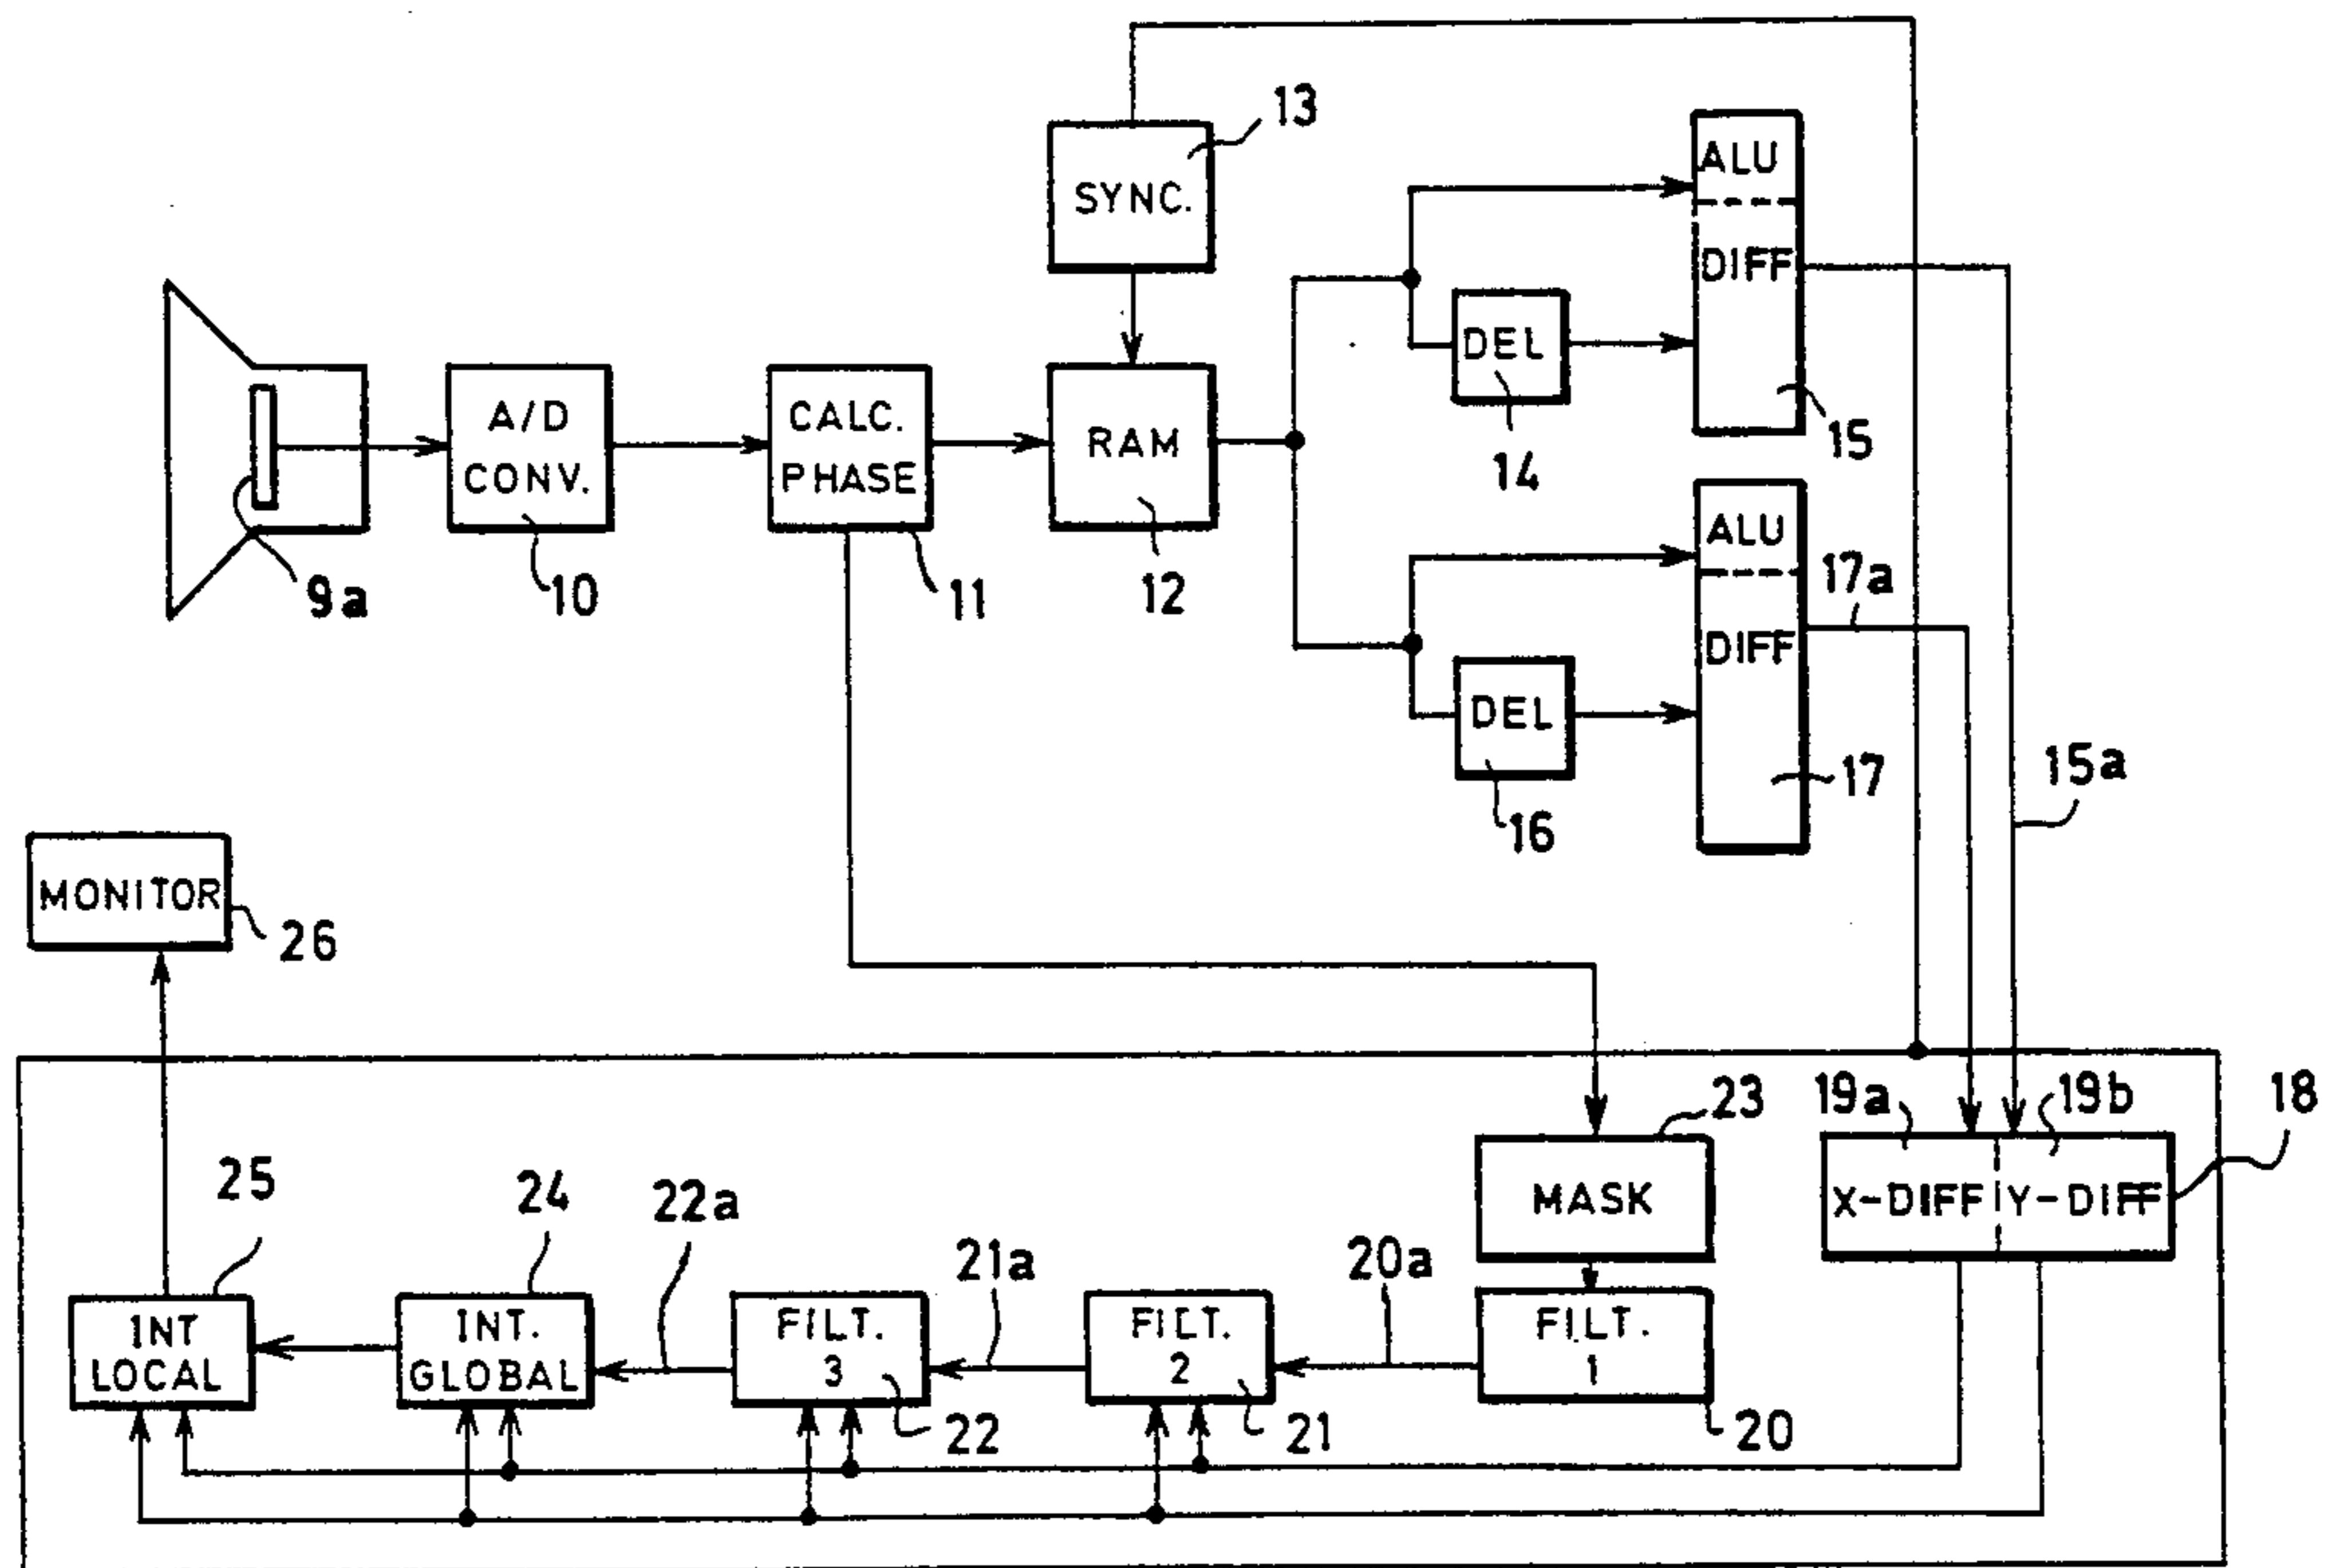 13
SYNC.
ALU
DIFF
DEL
14
15
A/D
CONV.
10
CALC.
PHASE
11
RAM
12
9a
ALU
DIFF
17a
DEL
16
17
15a
MONITOR
26
23
19a
19b
18
MASK
X-DIFF
Y-DIFF
25
24
22a
21a
20a
INT
LOCAL
INT.
GLOBAL
FILT.
3
22
FILT.
2
21
FILT.
1
20